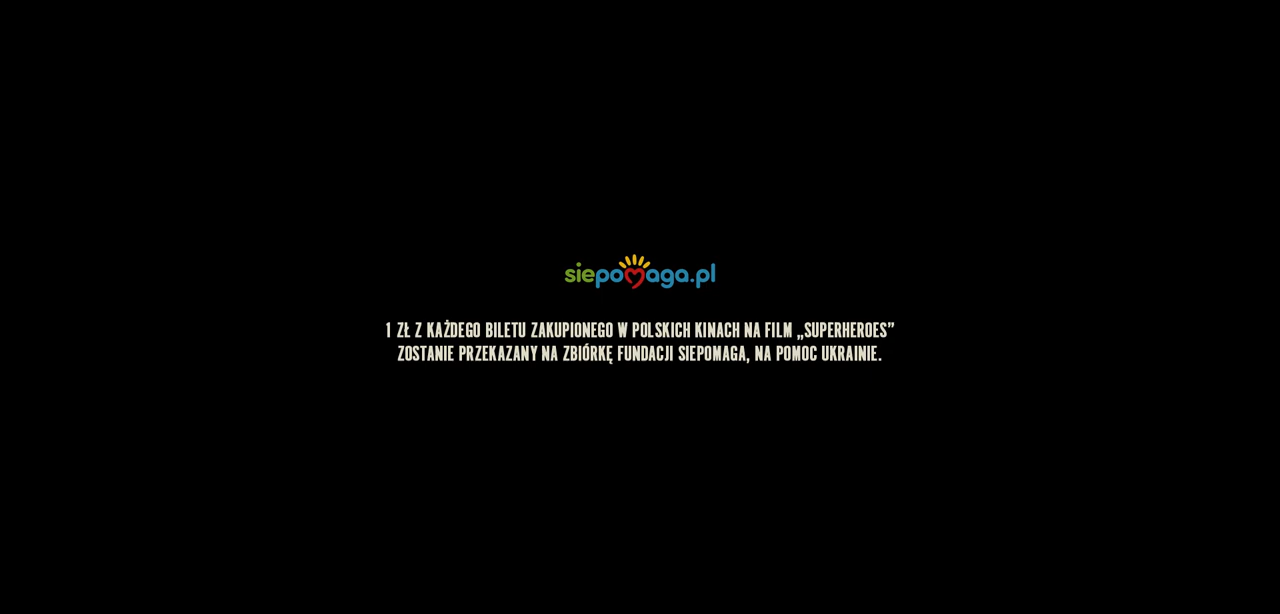 siepomaga.pl
1 ZŁ Z KAŻDEGO BILETU ZAKUPIONEGO W POLSKICH KINACH NA FILM „SUPERHEROES”
ZOSTANIE PRZEKAZANY NA ZBIÓRKĘ FUNDACJI SIEPOMAGA, NA POMOC UKRAINIE.